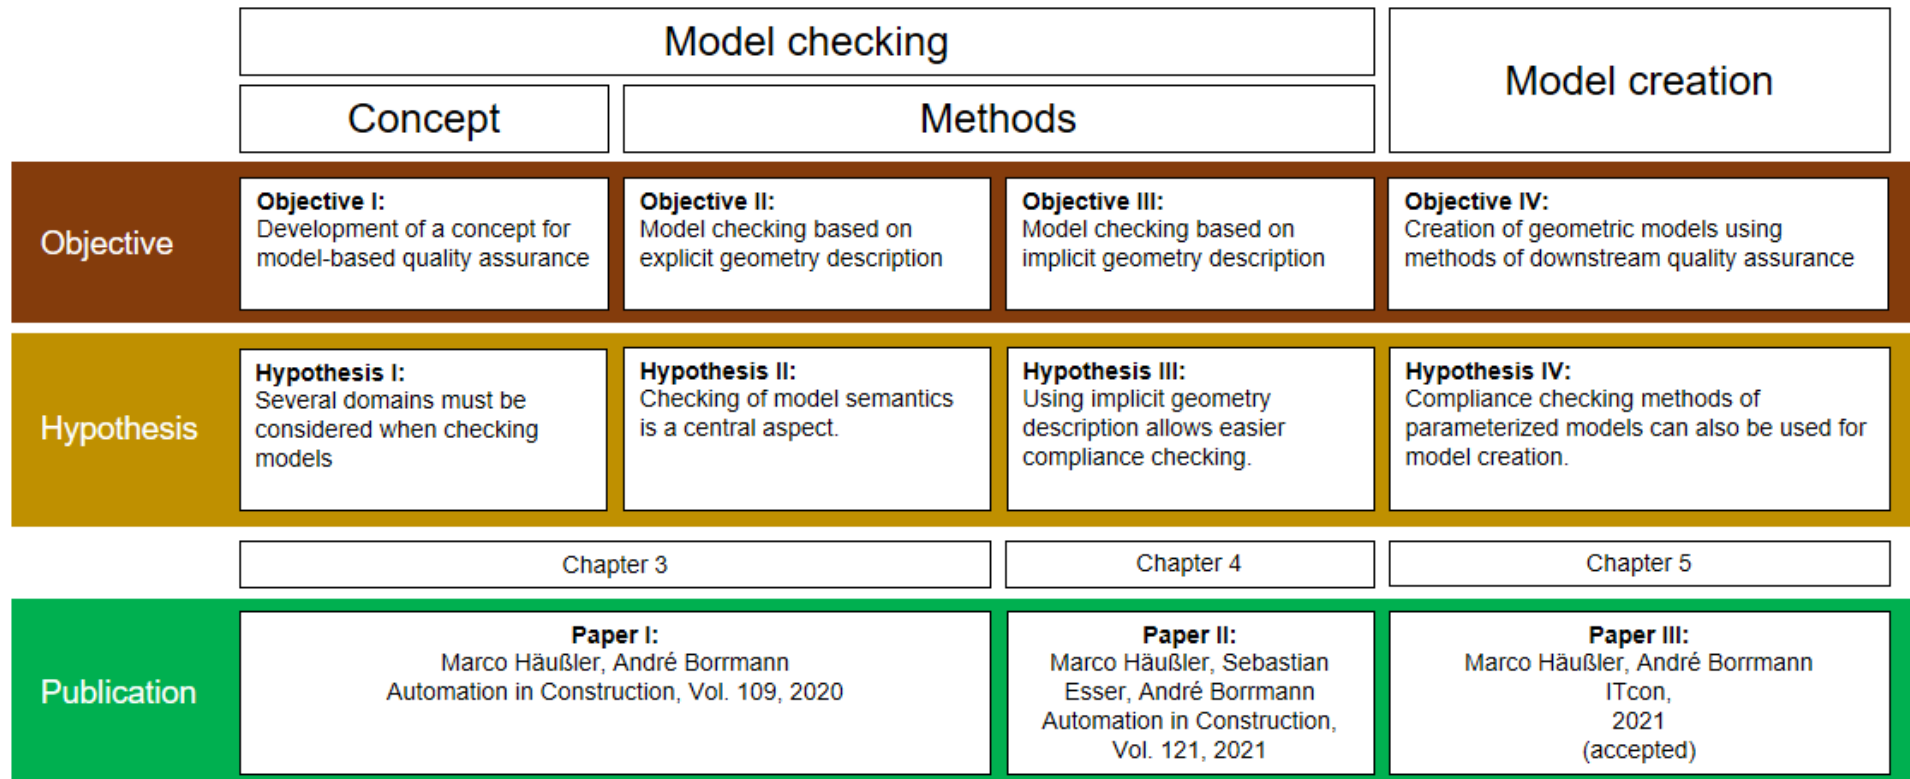 Model checking
Model creation
Concept
Methods
Objective
Objective I:
Development of a concept for
model-based quality assurance
Objective II:
Model checking based on
explicit geometry description
Objective III:
Model checking based on
implicit geometry description
Objective IV:
Creation of geometric models using
methods of downstream quality assurance
Hypothesis
Hypothesis I:
Several domains must be
considered when checking
models
Hypothesis II:
Checking of model semantics
is a central aspect.
Hypothesis III:
Using implicit geometry
description allows easier
compliance checking.
Hypothesis IV:
Compliance checking methods of
parameterized models can also be used for
model creation.
Chapter 3
Chapter 4
Chapter 5
Publication
Paper I:
Marco Häußler, André Borrmann
Automation in Construction, Vol. 109, 2020
Paper II:
Marco Häußler, Sebastian
Esser, André Borrmann
Automation in Construction,
Vol. 121, 2021
Paper III:
Marco Häußler, André Borrmann
ITcon,
2021
(accepted)